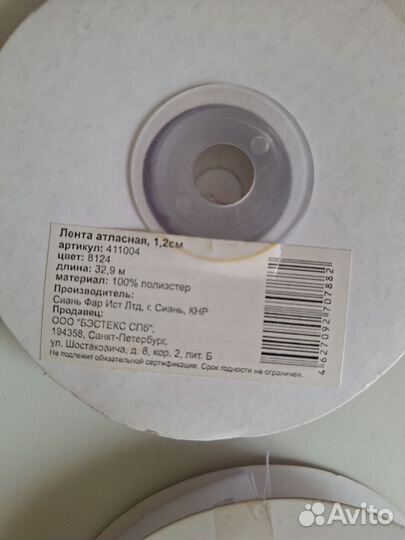 Лента атласная, 1,2см
артикул: 411004
цвет: 8124
длина: 32,9 м
материал: 100% полиэстер
Производитель:
Сиань Фар Ист Лтд, г. Сиань, КНР
Продавец:
ООО "БЭСТЕКС СПб",
194358, Санкт-Петербург,
ул. Шостаковича, д. 8, кор. 2, лит. Б
Не подлежит обязательной сертификации. Срок годности не ограничен.
4627092707882
Avito